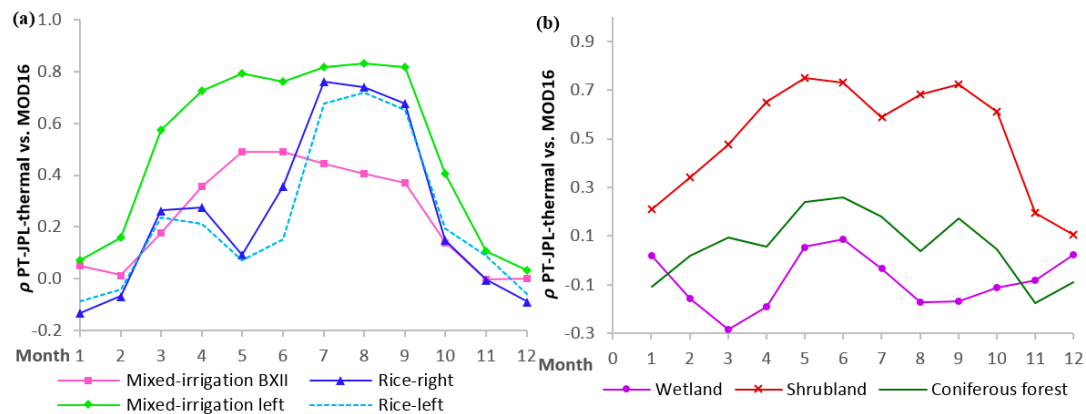 (a)
ρ PT-JPL-thermal vs. MOD16
1.0
0.8
0.6
0.4
0.2
0.0
-0.2
Month 1 2 3 4 5 6 7 8 9 10 11 12
Mixed-irrigation BXII Rice-right
Mixed-irrigation left Rice-left
(b)
ρ PT-JPL-thermal vs. MOD16
0.9
0.7
0.5
0.3
0.1
-0.1
-0.3
Month 0 1 2 3 4 5 6 7 8 9 10 11 12
Wetland Shrubland Coniferous forest